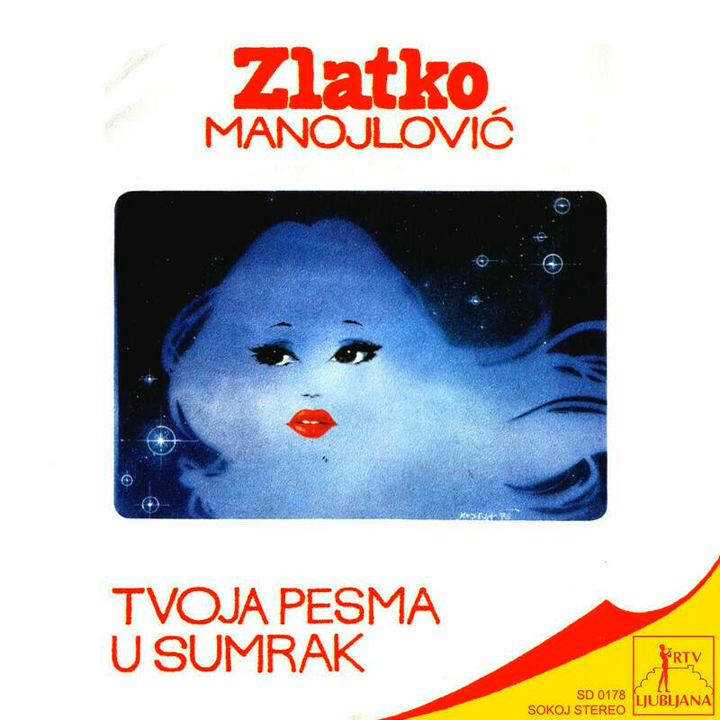 Zlatko
MANOJLOVIĆ
TVOJA PESMA
U SUMRAK
SD 0178
SOKOJ STEREO
RTV
LJUBLJANA